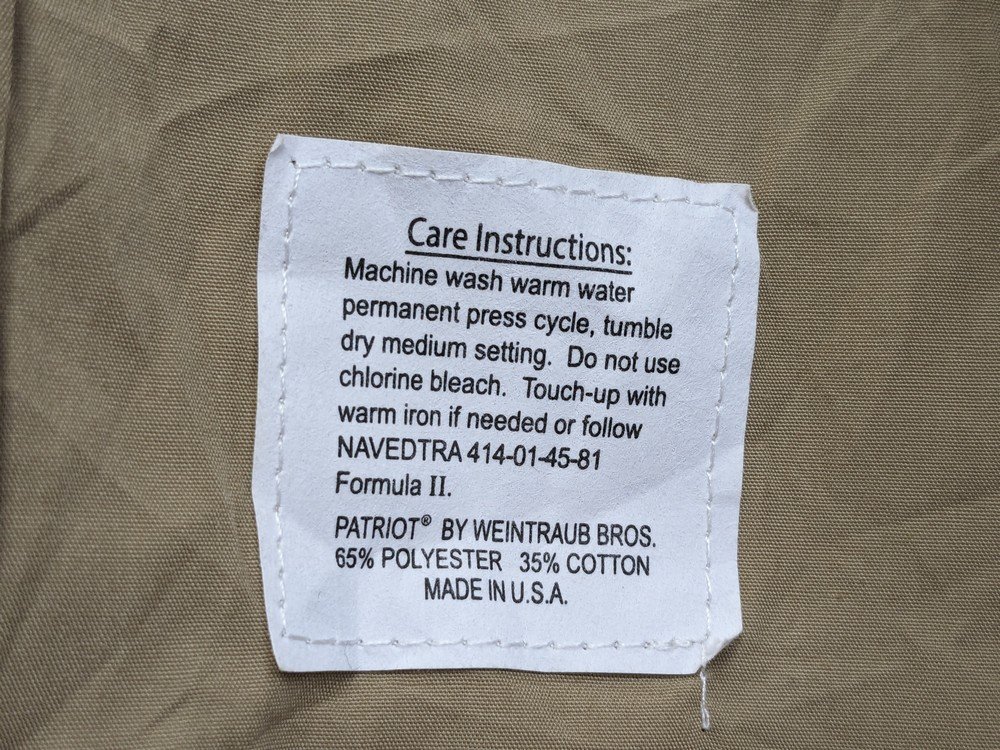 Care Instructions:
Machine wash warm water
permanent press cycle, tumble
dry medium setting. Do not use
chlorine bleach. Touch-up with
warm iron if needed or follow
NAVEDTRA 414-01-45-81
Formula II.
PATRIOT® BY WEINTRAUB BROS.
65% POLYESTER 35% COTTON
MADE IN U.S.A.